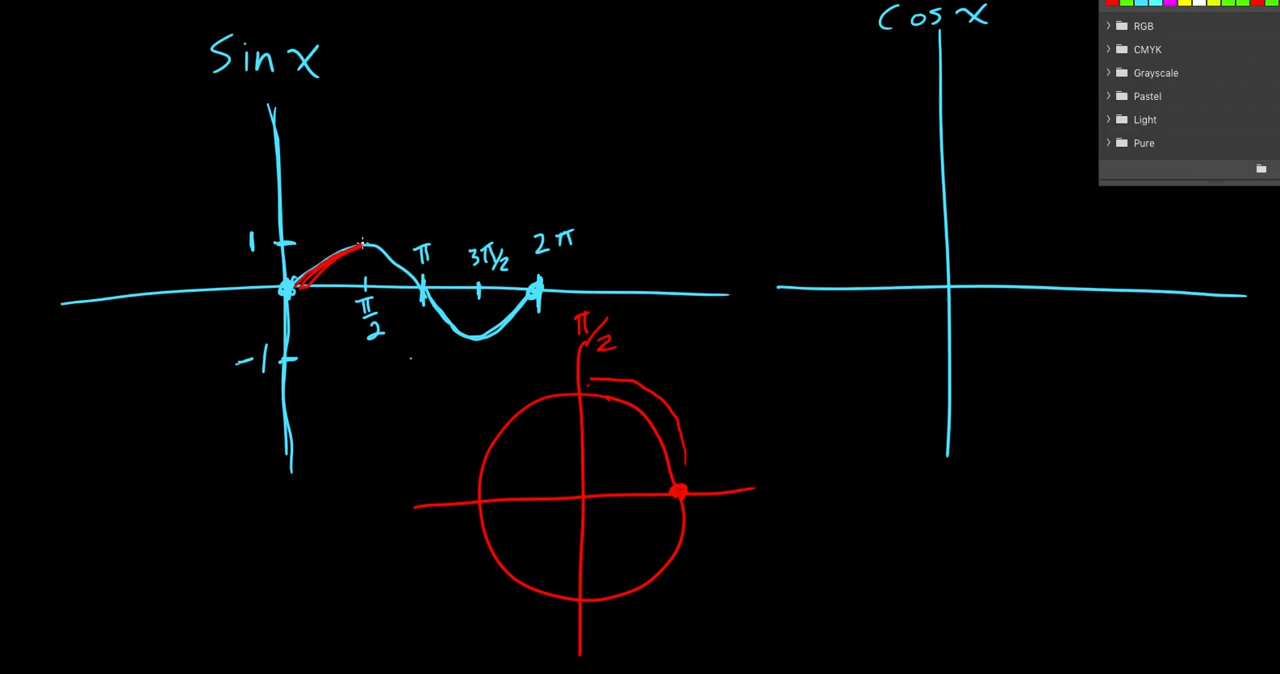 Sin x
cos x
RGB
CMYK
Grayscale
Pastel
Light
Pure
1
π
3π/2
2π
π/2
-1
π/2